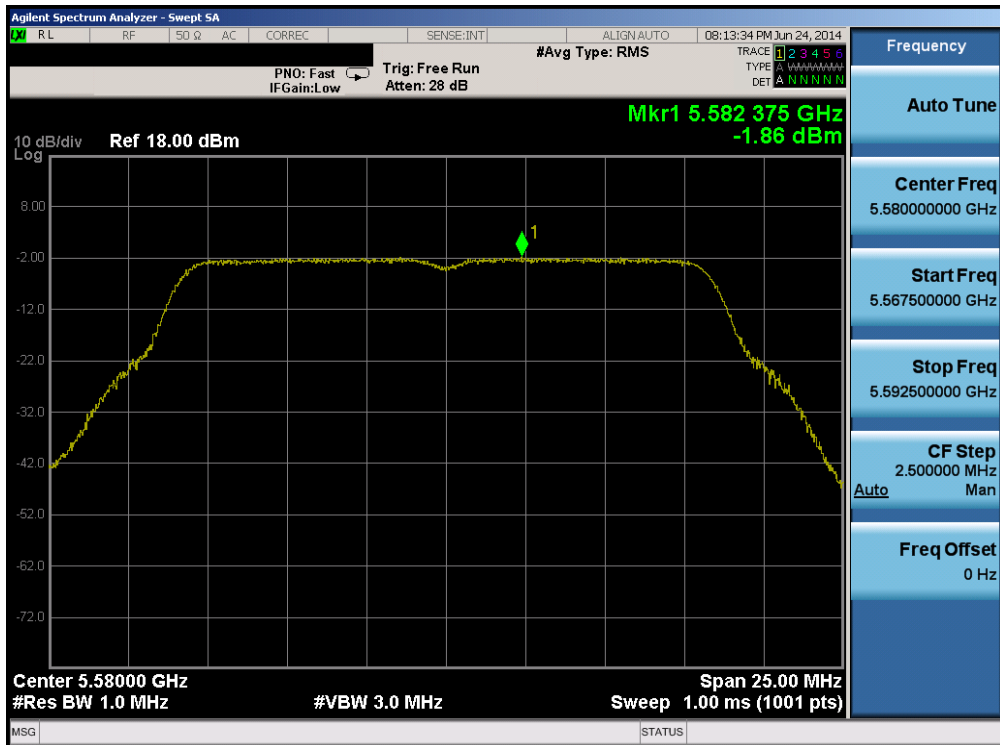 Agilent Spectrum Analyzer - Swept SA
LXI RL RF 50 Ω AC CORREC SENSE:INT ALIGN AUTO 08:13:34 PM Jun 24, 2014
#Avg Type: RMS
TRACE 1 2 3 4 5 6
PNO: Fast Trig: Free Run TYPE A WWWWW
IFGain:Low Atten: 28 dB DET A N N N N N
Mkr1 5.582 375 GHz
-1.86 dBm
10 dB/div Ref 18.00 dBm
Log
8.00
1
-2.00
-12.0
-22.0
-32.0
-42.0
-52.0
-62.0
-72.0
Center 5.58000 GHz Span 25.00 MHz
#Res BW 1.0 MHz #VBW 3.0 MHz Sweep 1.00 ms (1001 pts)
MSG STATUS
Frequency
Auto Tune
Center Freq
5.580000000 GHz
Start Freq
5.567500000 GHz
Stop Freq
5.592500000 GHz
CF Step
2.500000 MHz
Auto Man
Freq Offset
0 Hz